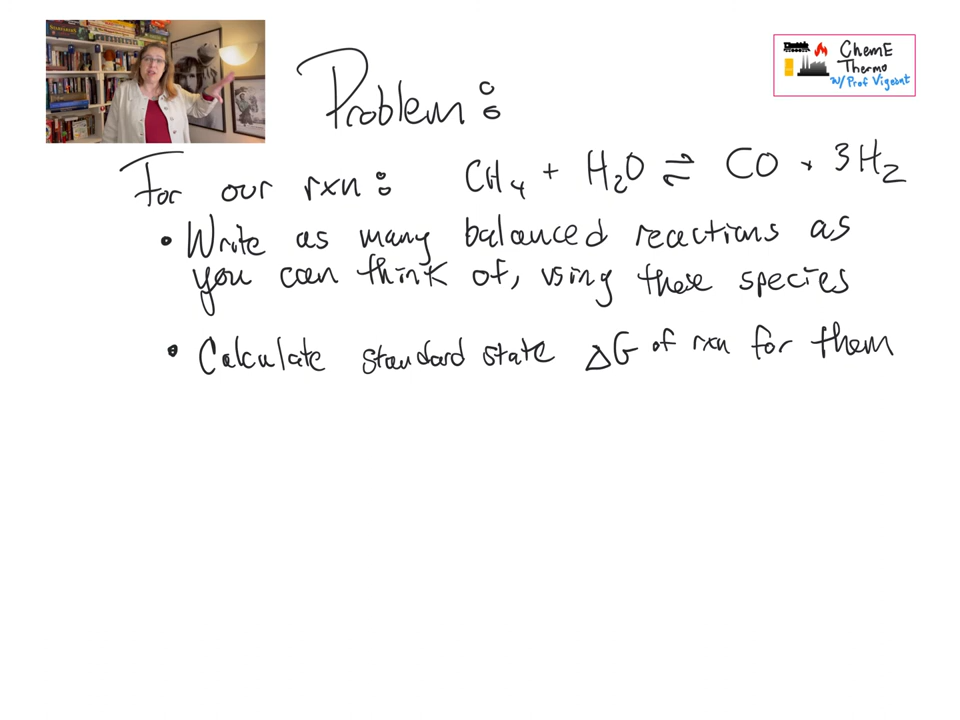 ChemE
Thermo
w/ Prof Vigeant
Problem:
For our rxn: CH4 + H2O ⇌ CO + 3H2
• Write as many balanced reactions as
you can think of, using these species
• Calculate standard state ΔG of rxn for them